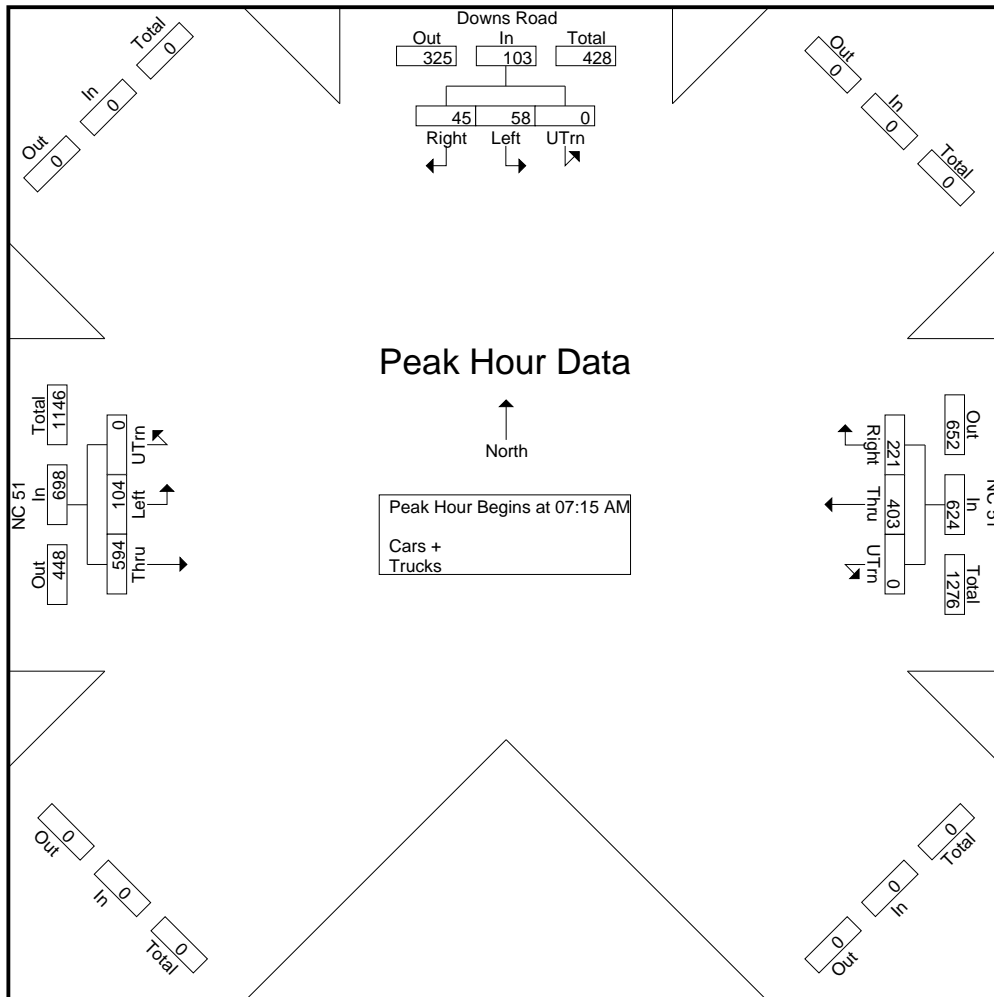 Downs Road
Out In Total
325 103 428
45 58 0
Right Left UTrn
Total
0
In
0
Out
0
Out
0
In
0
Total
0
Peak Hour Data
North
Peak Hour Begins at 07:15 AM
Cars +
Trucks
NC 51
Total
1146
In
698
Out
448
0
UTrn
104
Left
594
Thru
Right
221
Thru
403
UTrn
0
Out
652
In
624
Total
1276
NC 51
0
Out
0
In
0
Total
0
Total
0
In
0
Out